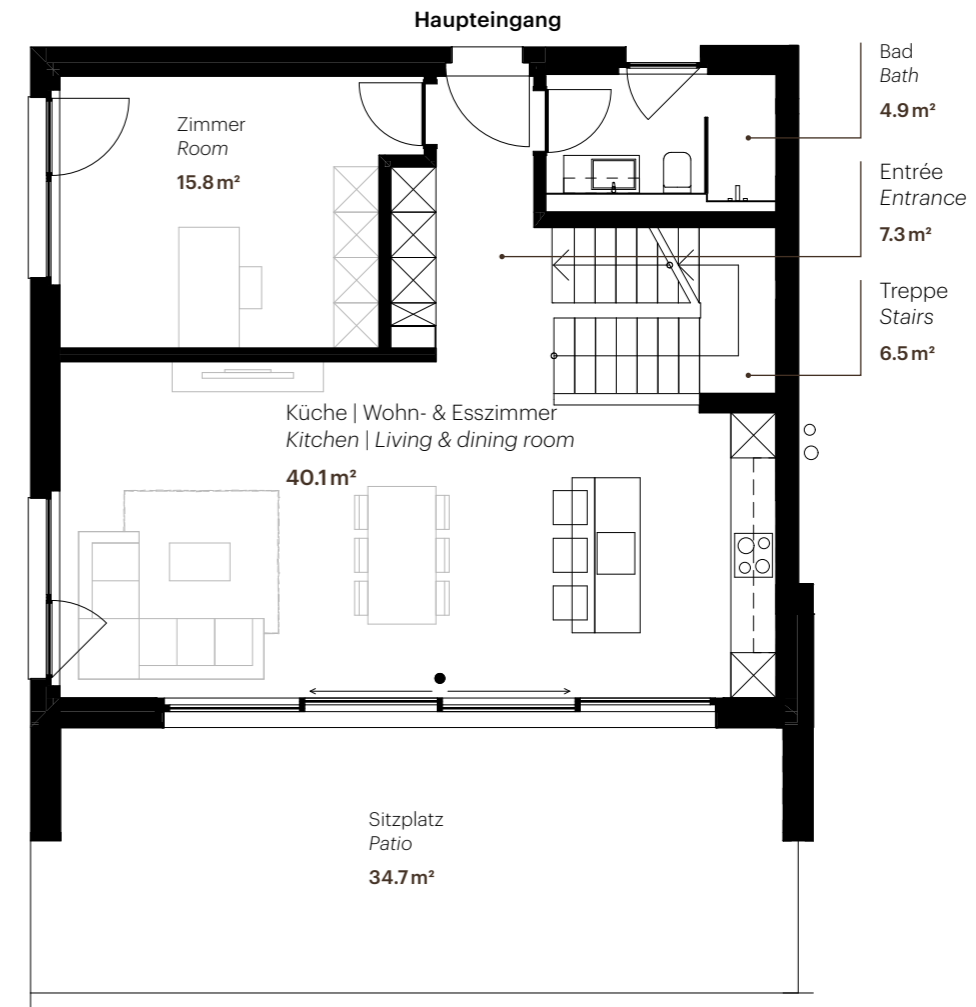 Haupteingang
Bad
Bath
4.9 m²
Zimmer
Room
15.8 m²
Entrée
Entrance
7.3 m²
Treppe
Stairs
6.5 m²
Küche | Wohn- & Esszimmer
Kitchen | Living & dining room
40.1 m²
Sitzplatz
Patio
34.7 m²